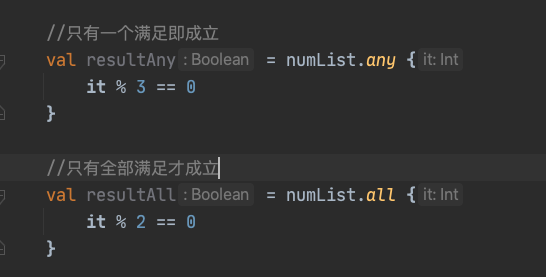 //只有一个满足即成立
val resultAny: Boolean = numList.any { it: Int
it % 3 == 0
}
//只有全部满足才成立
val resultAll: Boolean = numList.all { it: Int
it % 2 == 0
}